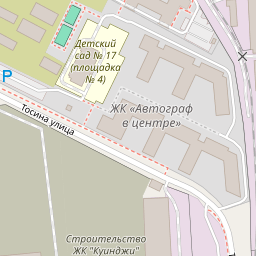 Детский
сад № 17
(площадка
№ 4)
P
ЖК «Автограф
в центре»
Тосина улица
Строительство
ЖК "Куинджи"